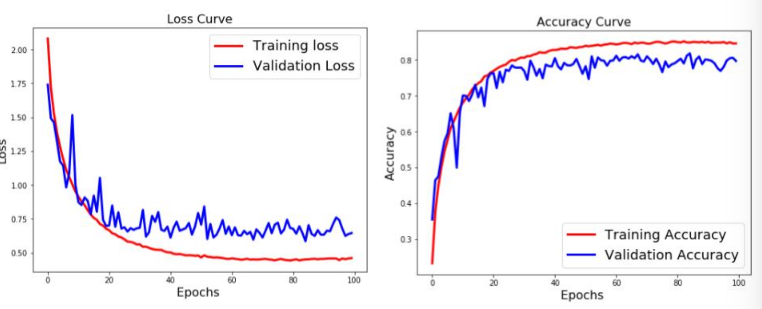 Loss Curve
Training loss
Validation Loss
2.00
1.75
1.50
1.25
1.00
0.75
0.50
Loss
0 20 40 60 80 100
Epochs
Accuracy Curve
0.8
0.7
0.6
0.5
0.4
0.3
Accuracy
Training Accuracy
Validation Accuracy
0 20 40 60 80 100
Epochs